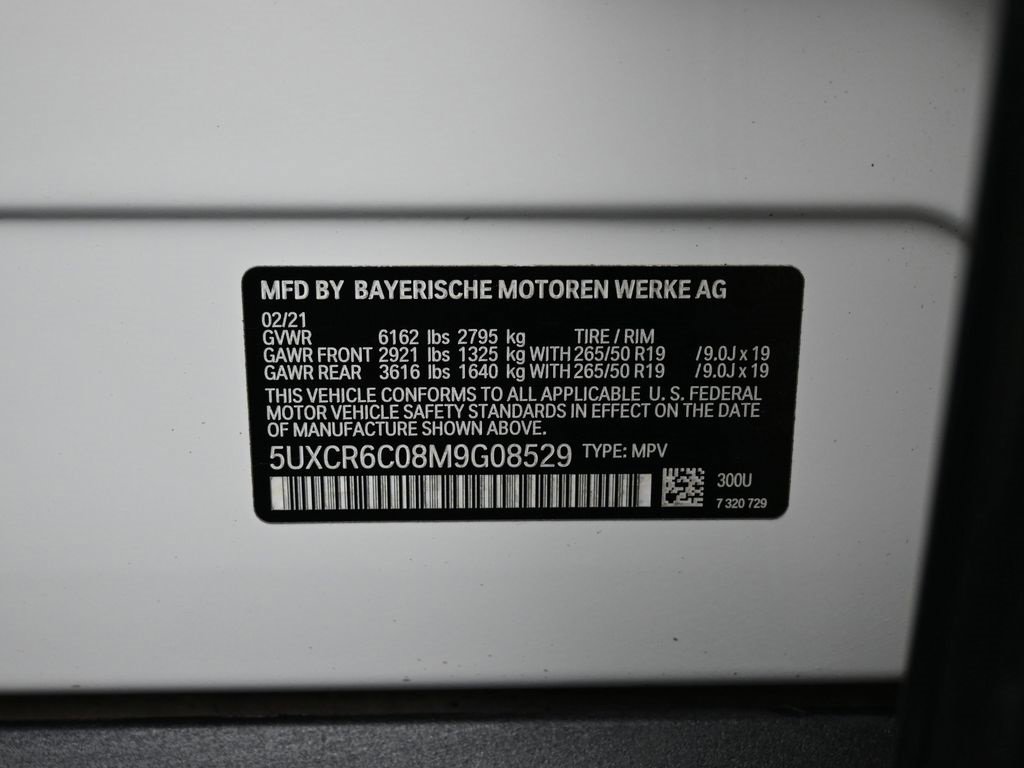 MFD BY BAYERISCHE MOTOREN WERKE AG
02/21
GVWR 6162 lbs 2795 kg TIRE / RIM
GAWR FRONT 2921 lbs 1325 kg WITH 265/50 R19 /9.0J x 19
GAWR REAR 3616 lbs 1640 kg WITH 265/50 R19 /9.0J x 19
THIS VEHICLE CONFORMS TO ALL APPLICABLE U. S. FEDERAL
MOTOR VEHICLE SAFETY STANDARDS IN EFFECT ON THE DATE
OF MANUFACTURE SHOWN ABOVE.
5UXCR6C08M9G08529 TYPE: MPV
300U
7 320 729